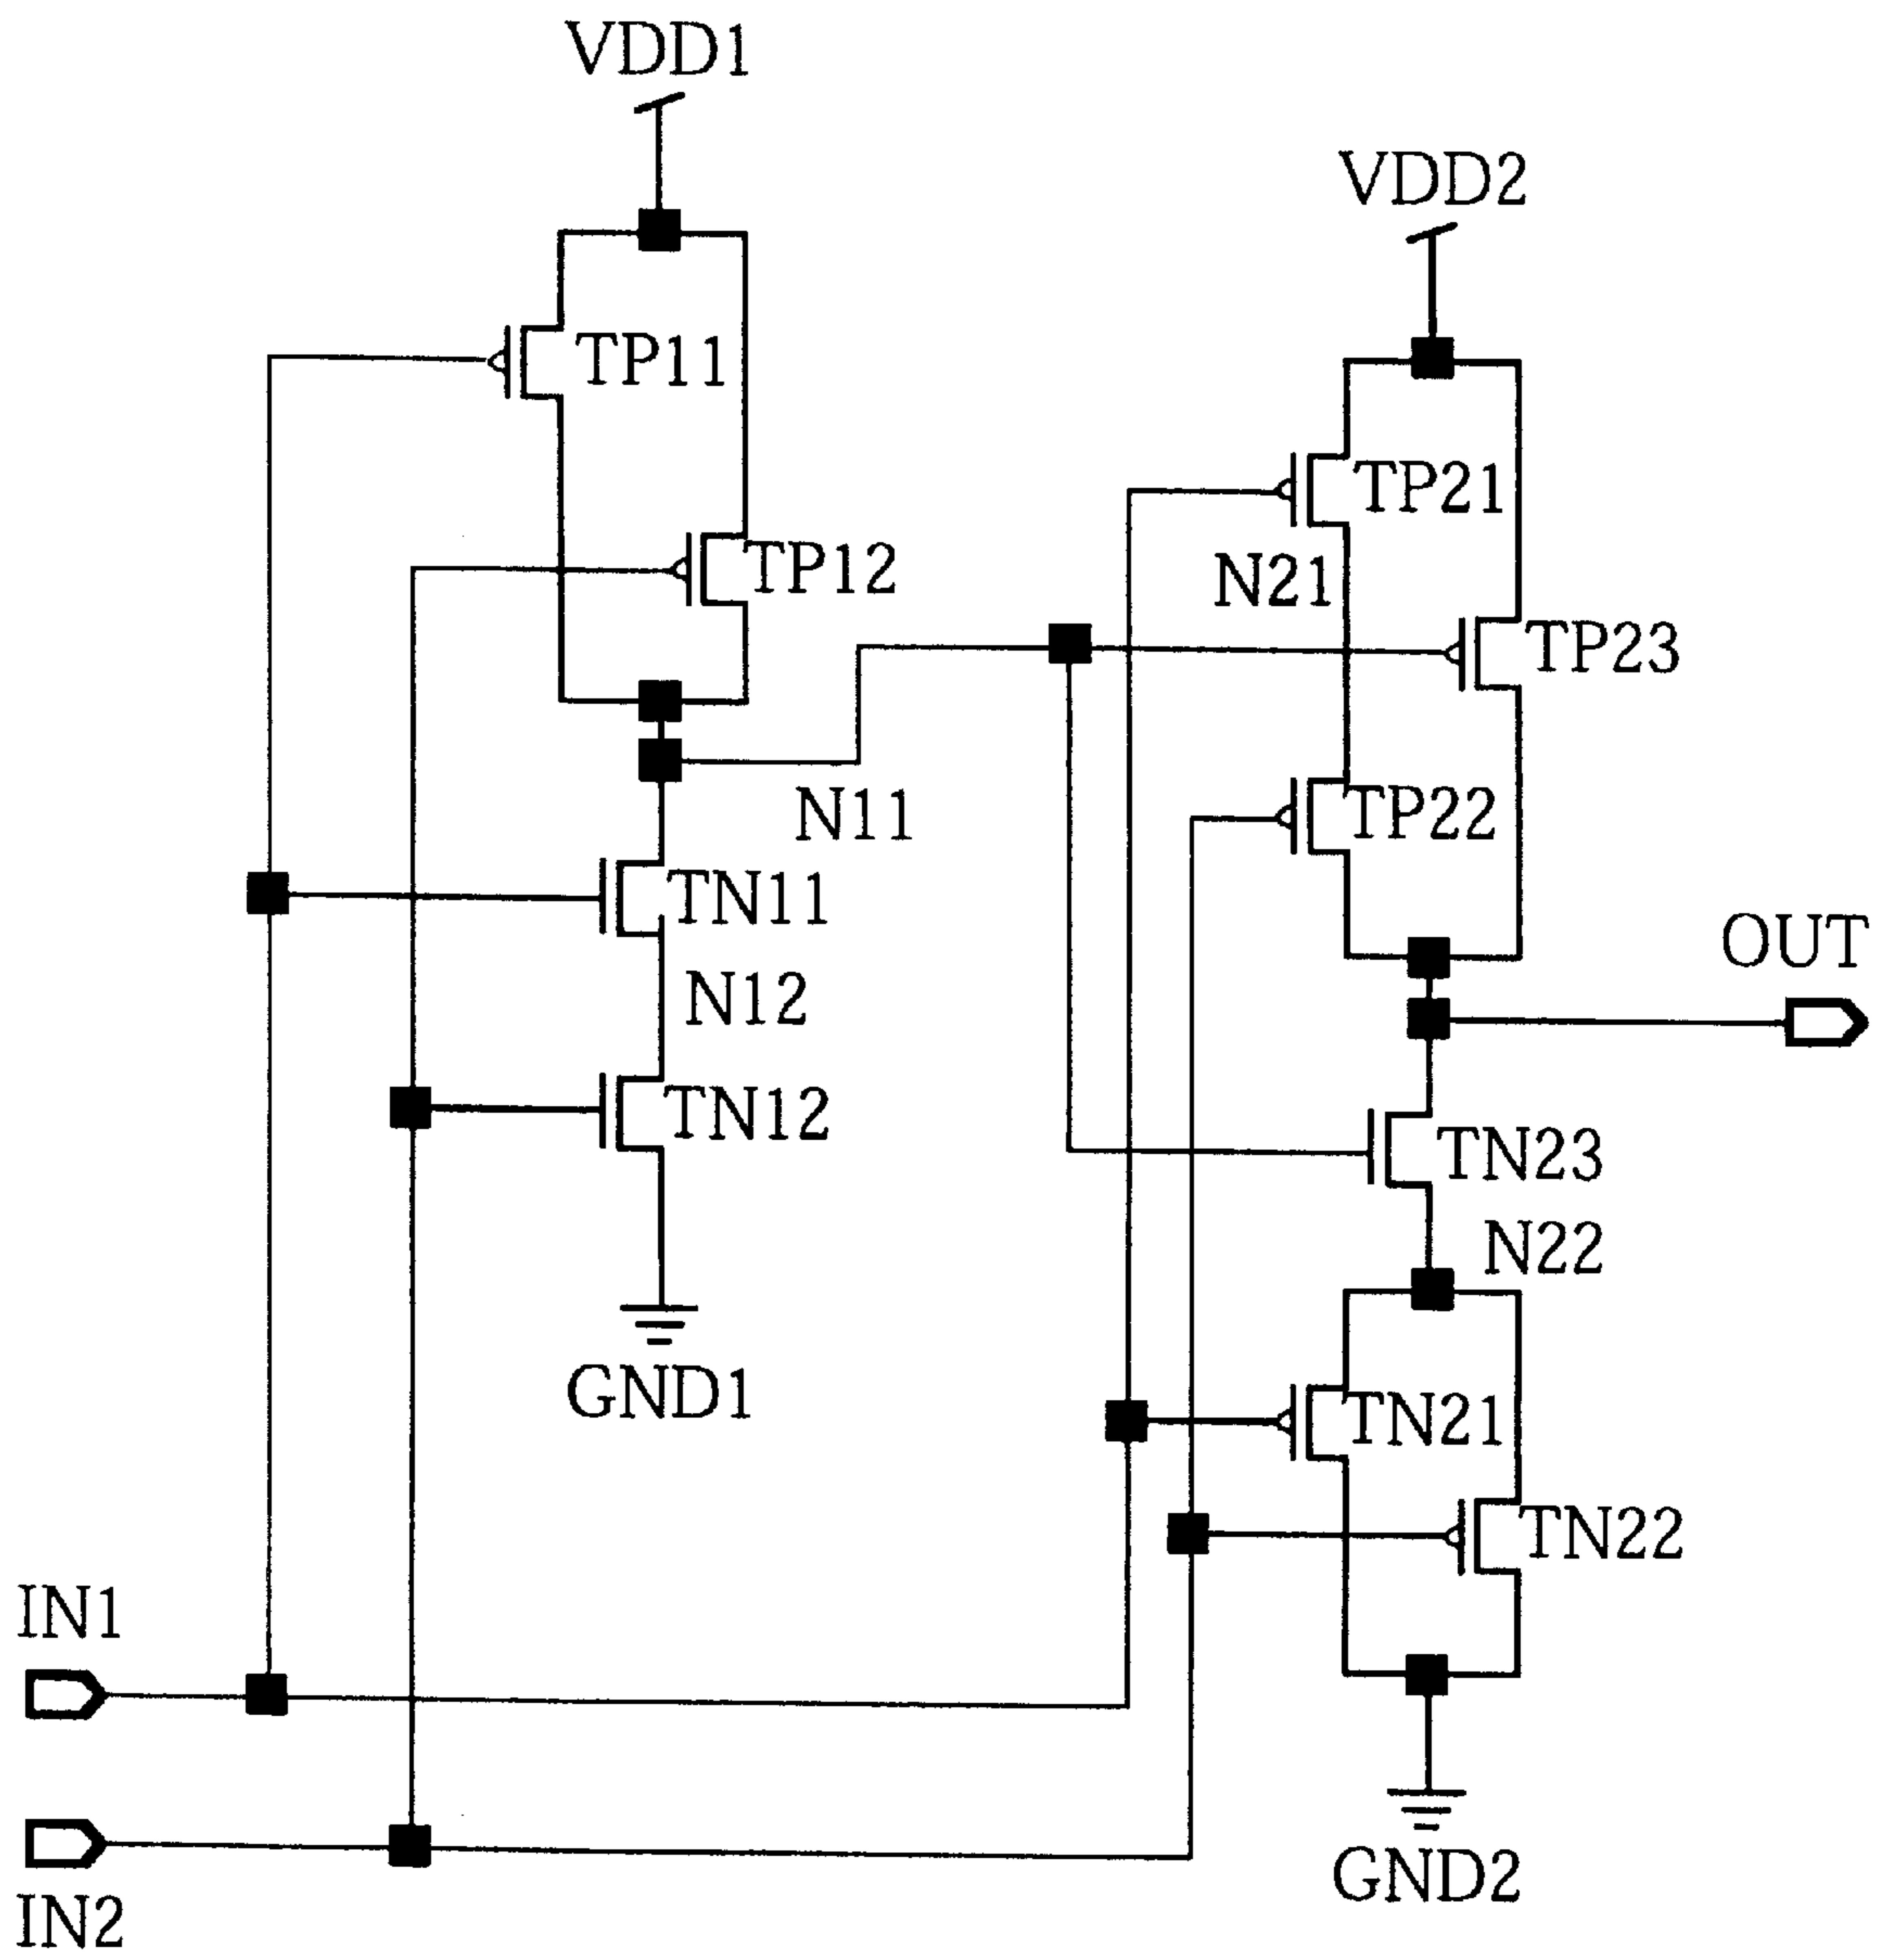 VDD1
VDD2
TP11
TP21
TP12
N21
TP23
TP22
N11
TN11
OUT
N12
TN12
TN23
N22
GND1
TN21
TN22
IN1
GND2
IN2